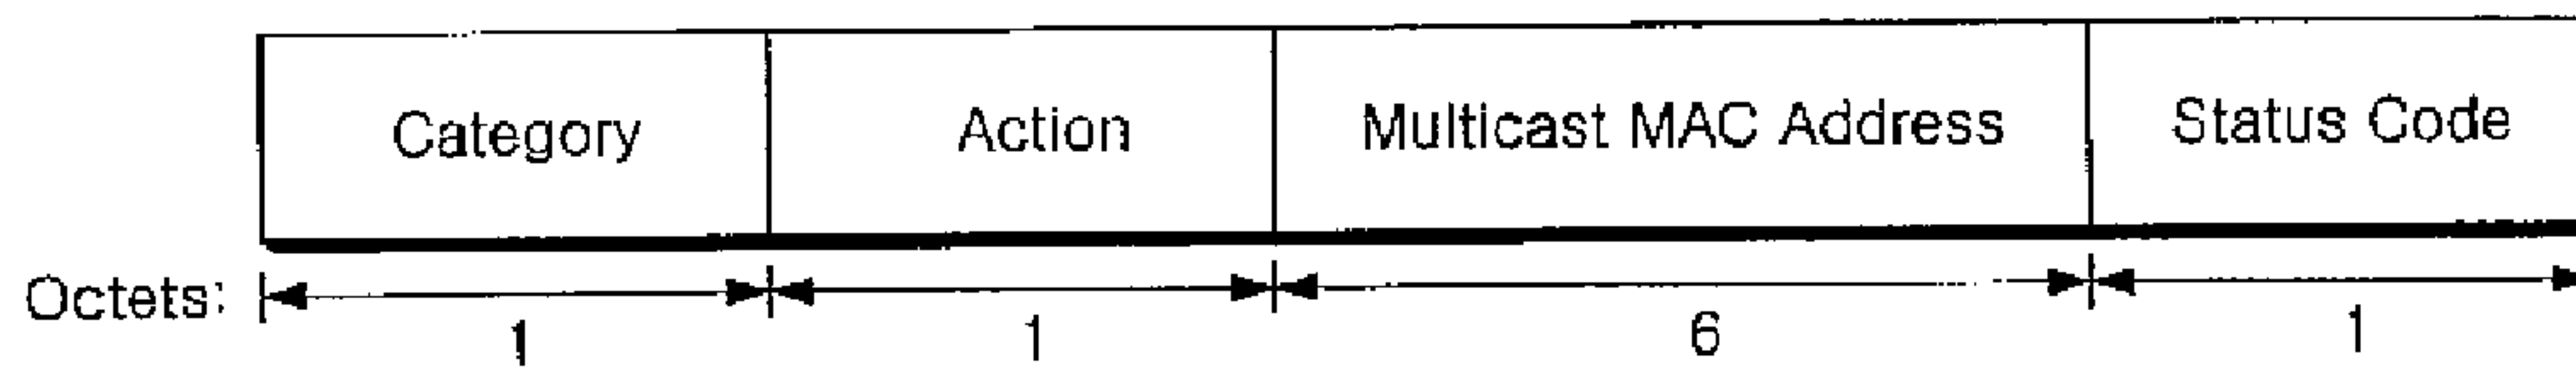 Category Action Multicast MAC Address Status Code
Octets: 1 1 6 1